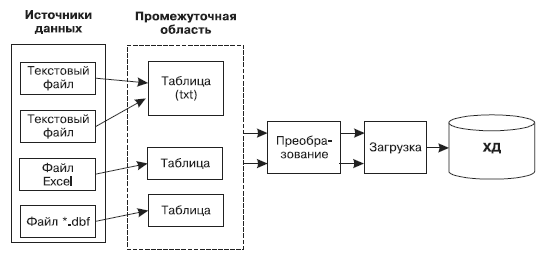 Источники
данных
Промежуточная
область
Текстовый
файл
Текстовый
файл
Файл
Excel
Файл *.dbf
Таблица
(txt)
Таблица
Таблица
Преобра-
зование
Загрузка
ХД